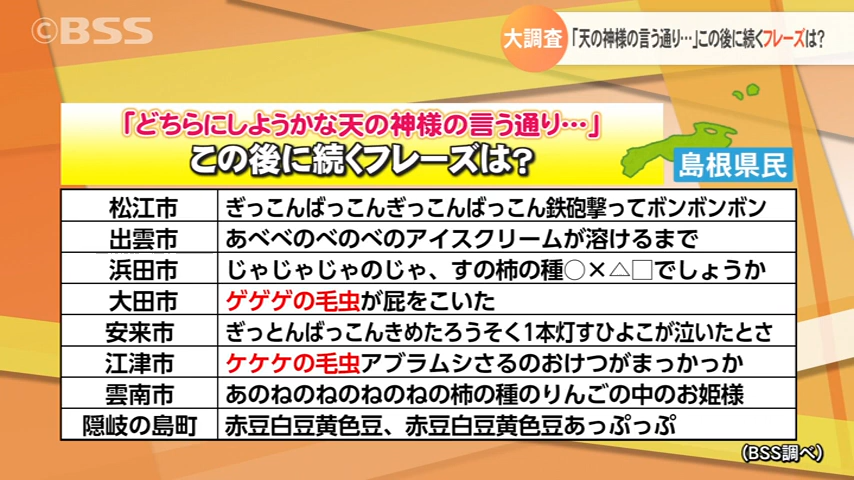 ©BSS
大調査
「天の神様の言う通り…」この後に続くフレーズは?
「どちらにしようかな天の神様の言う通り…」
この後に続くフレーズは?
島根県民
松江市 ぎっこんばっこんぎっこんばっこん鉄砲撃ってボンボンボン
出雲市 あべべのべのべのアイスクリームが溶けるまで
浜田市 じゃじゃじゃのじゃ、すの柿の種○×△□でしょうか
大田市 ゲゲゲの毛虫が屁をこいた
安来市 ぎっとんばっこんきめたろうそく1本灯すひよこが泣いたとさ
江津市 ケケケの毛虫アブラムシさるのおけつがまっかっか
雲南市 あのねのねのねのねの柿の種のりんごの中のお姫様
隠岐の島町 赤豆白豆黄色豆、赤豆白豆黄色豆あっぷっぷ
(BSS調べ)